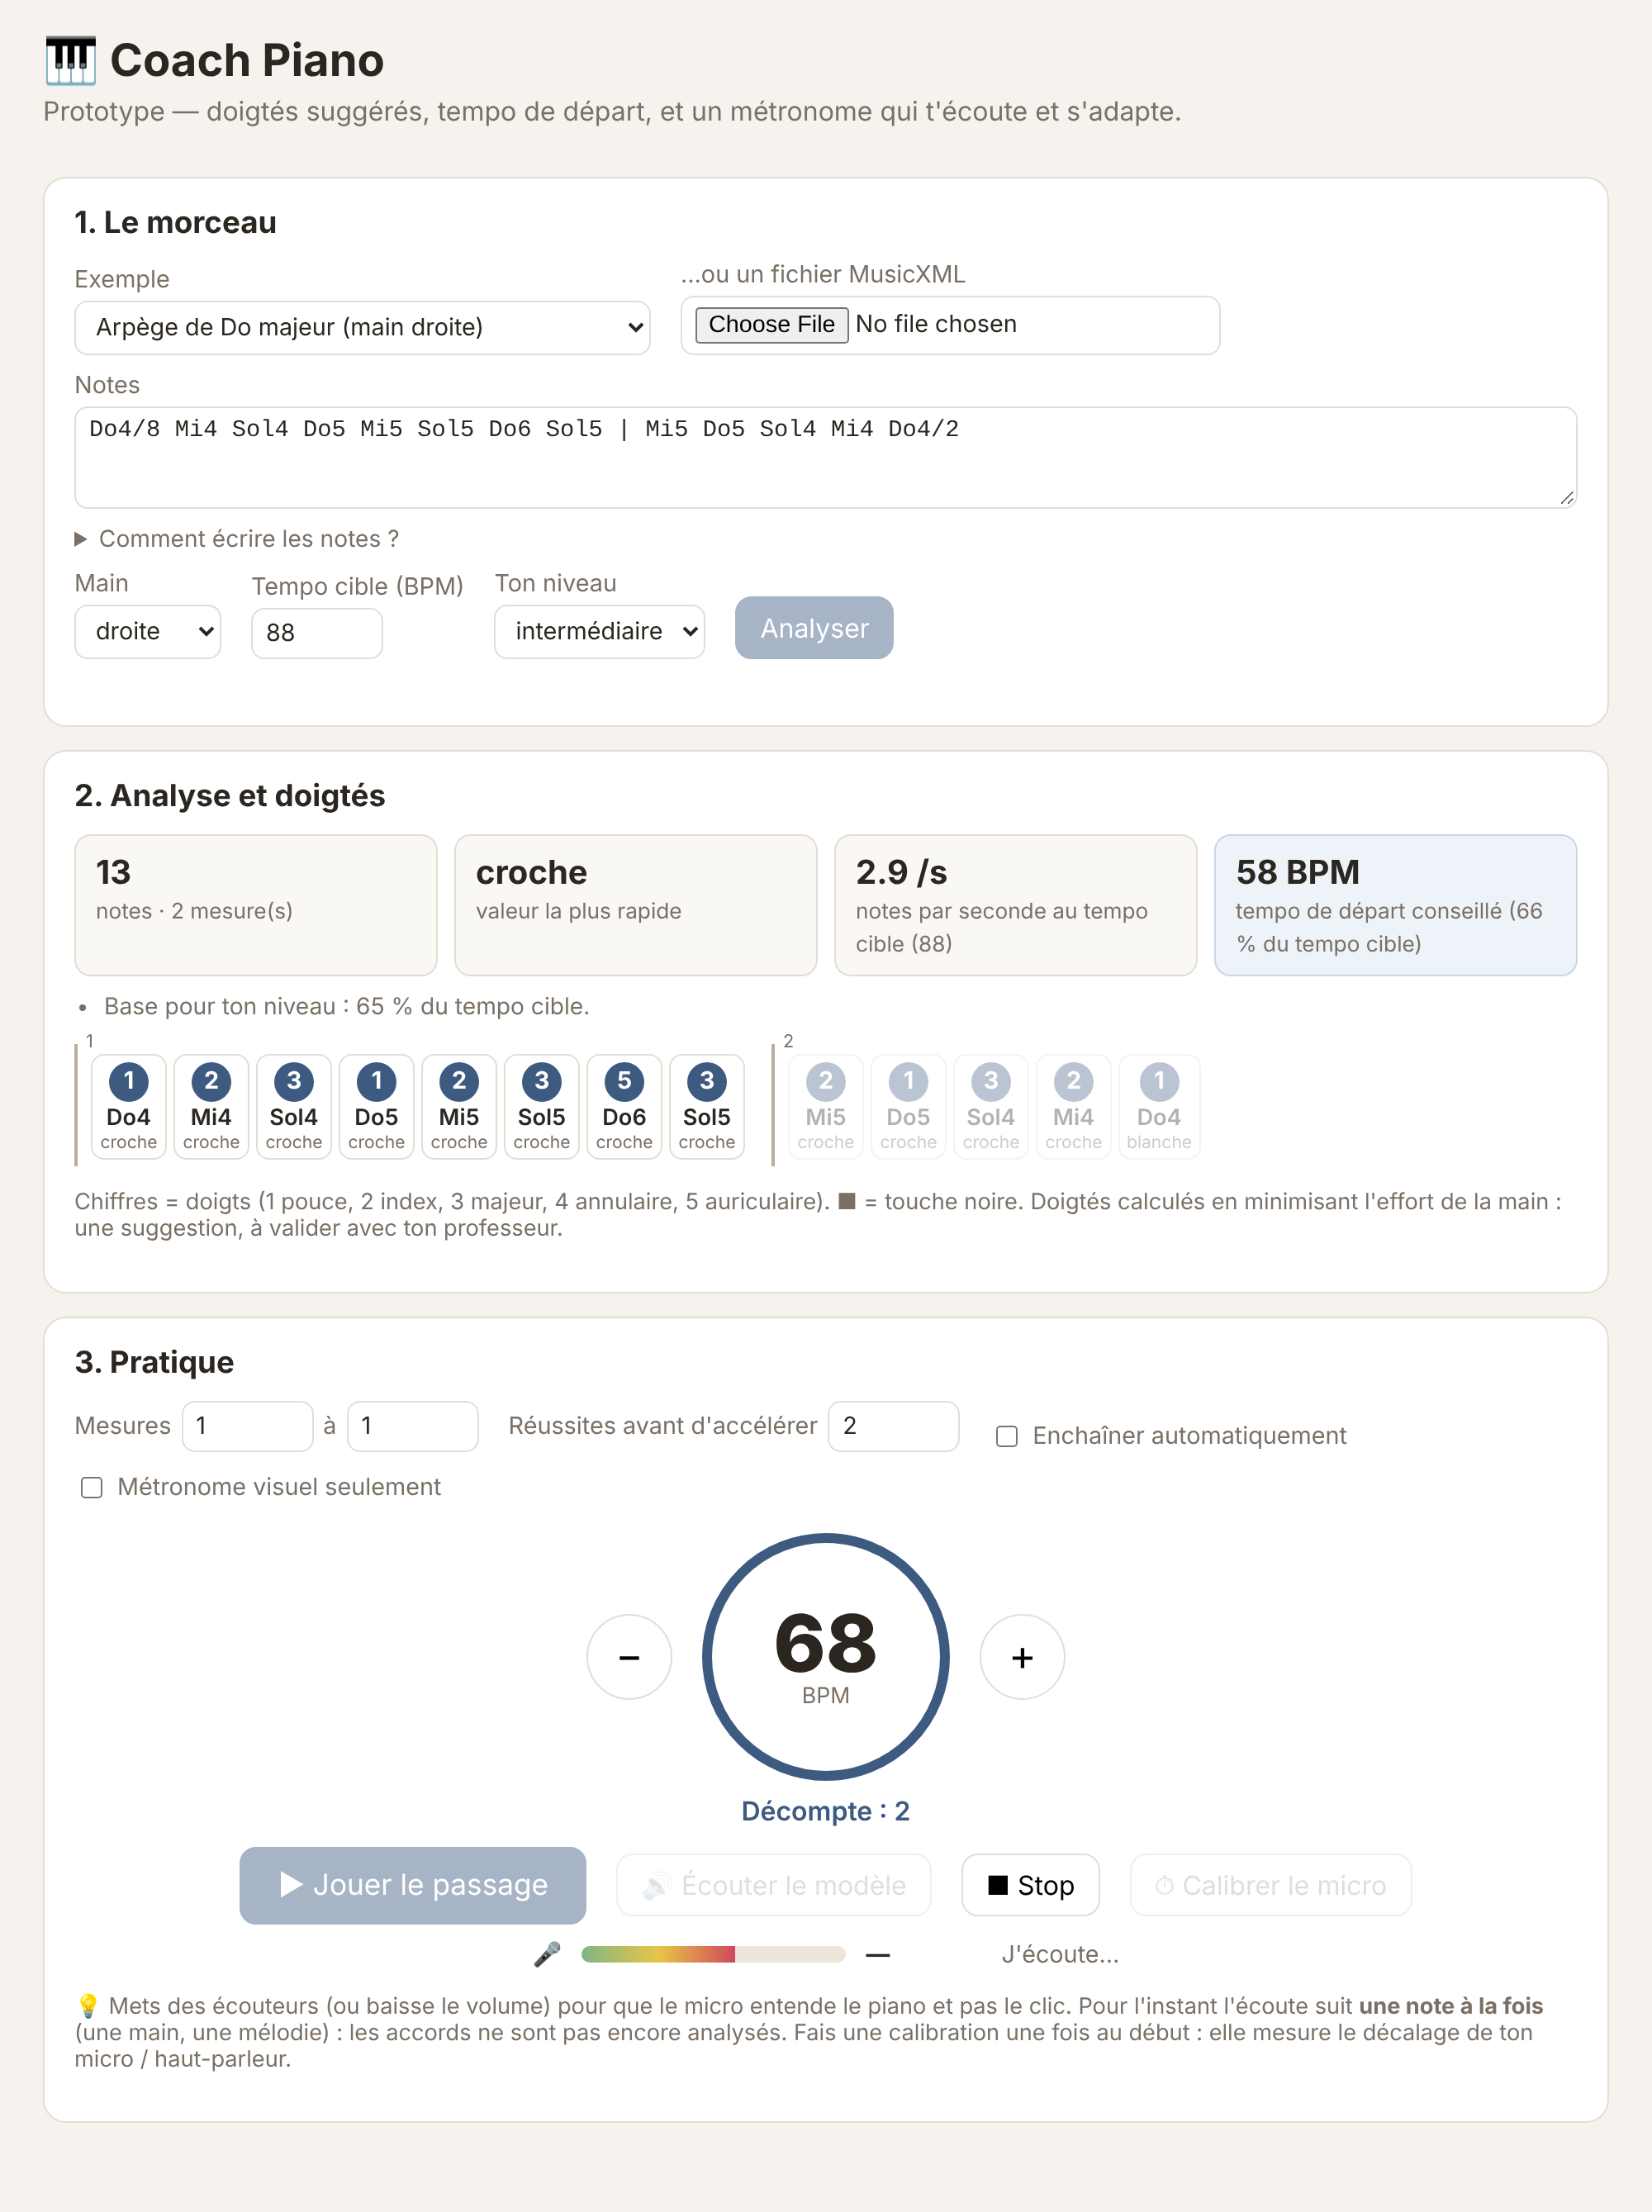 🎹 Coach Piano
Prototype — doigtés suggérés, tempo de départ, et un métronome qui t'écoute et s'adapte.
1. Le morceau
Exemple
...ou un fichier MusicXML
Arpège de Do majeur (main droite)
Choose File No file chosen
Notes
Do4/8 Mi4 Sol4 Do5 Mi5 Sol5 Do6 Sol5 | Mi5 Do5 Sol4 Mi4 Do4/2
▶ Comment écrire les notes ?
Main Tempo cible (BPM) Ton niveau
droite 88 intermédiaire Analyser
2. Analyse et doigtés
13
notes · 2 mesure(s)
croche
valeur la plus rapide
2.9 /s
notes par seconde au tempo
cible (88)
58 BPM
tempo de départ conseillé (66
% du tempo cible)
• Base pour ton niveau : 65 % du tempo cible.
1 2
1 2 3 1 2 3 5 3 2 1 3 2 1
Do4 Mi4 Sol4 Do5 Mi5 Sol5 Do6 Sol5 Mi5 Do5 Sol4 Mi4 Do4
croche croche croche croche croche croche croche croche croche croche croche croche blanche
Chiffres = doigts (1 pouce, 2 index, 3 majeur, 4 annulaire, 5 auriculaire). ■ = touche noire. Doigtés calculés en minimisant l'effort de la main :
une suggestion, à valider avec ton professeur.
3. Pratique
Mesures 1 à 1 Réussites avant d'accélérer 2 Enchaîner automatiquement
Métronome visuel seulement
− 68 +
BPM
Décompte : 2
▶ Jouer le passage 🔊 Écouter le modèle ■ Stop ⏱ Calibrer le micro
🎤 — J'écoute...
💡 Mets des écouteurs (ou baisse le volume) pour que le micro entende le piano et pas le clic. Pour l'instant l'écoute suit une note à la fois
(une main, une mélodie) : les accords ne sont pas encore analysés. Fais une calibration une fois au début : elle mesure le décalage de ton
micro / haut-parleur.